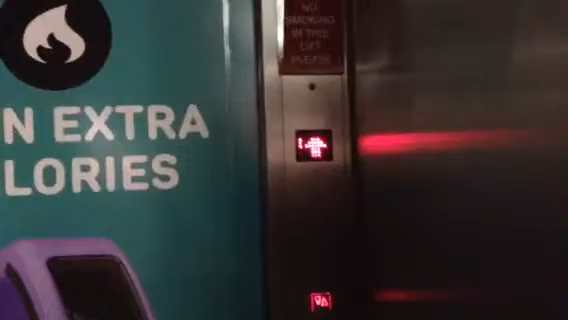 NO
SMOKING
IN THIS
LIFT
PLEASE
N EXTRA
LORIES